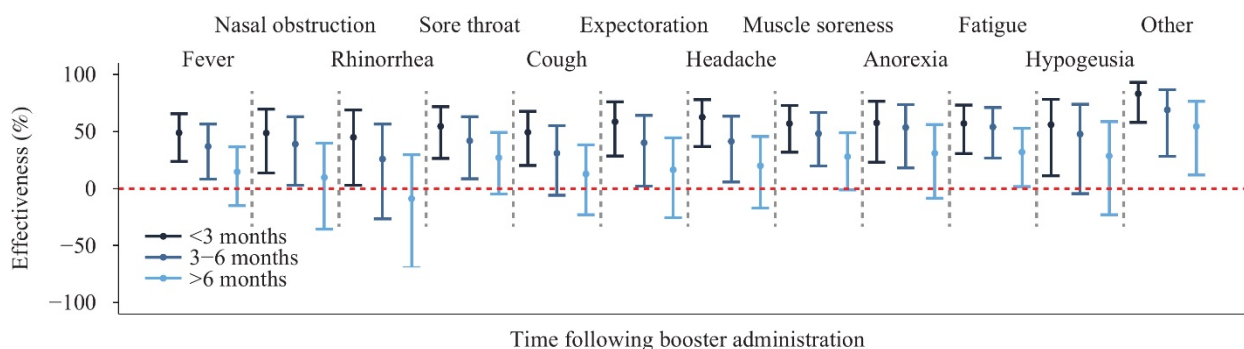 Nasal obstruction Sore throat Expectoration Muscle soreness Fatigue Other
Fever Rhinorrhea Cough Headache Anorexia Hypogeusia
100
50
0
−50
−100
Effectiveness (%)
<3 months
3−6 months
>6 months
Time following booster administration